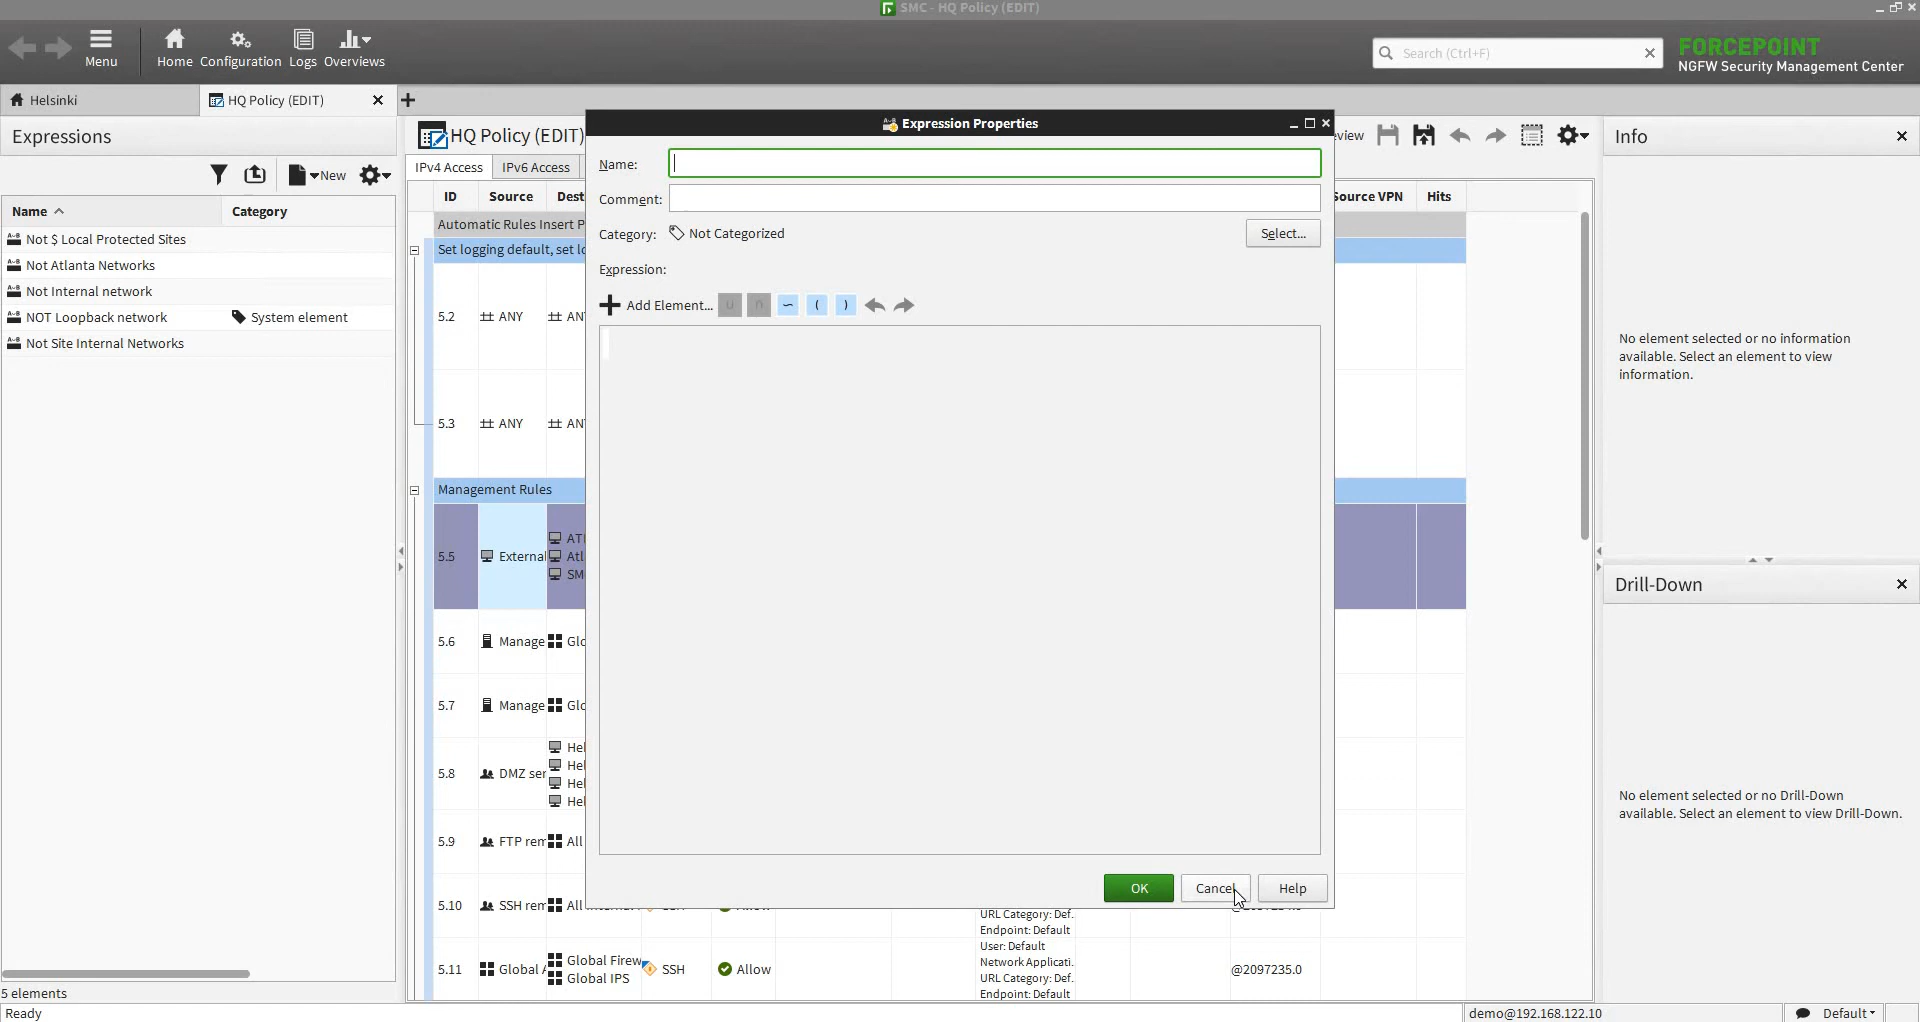 SMC - HQ Policy (EDIT)
Menu
Home
Configuration
Logs
Overviews
Search (Ctrl+F)
FORCEPOINT
NGFW Security Management Center
Helsinki
HQ Policy (EDIT)
Expressions
New
Name
Category
Not $ Local Protected Sites
Not Atlanta Networks
Not Internal network
NOT Loopback network
System element
Not Site Internal Networks
5 elements
Ready
HQ Policy (EDIT)
IPv4 Access
IPv6 Access
ID
Source
Source VPN
Hits
Automatic Rules Insert
Set logging default, set
5.2
ANY
5.3
ANY
Management Rules
5.5
5.6
5.7
5.8
DMZ
5.9
FTP
All
5.10
SSH
All
URL Category: Def.
Endpoint: Default
5.11
Global
Global
Global IPS
SSH
Allow
User: Default
Network Applicati.
URL Category: Def.
Endpoint: Default
@2097235.0
Expression Properties
Name:
Comment:
Category:
Not Categorized
Select...
Expression:
Add Element...
∪
∩
~
(
)
OK
Cancel
Help
Info
No element selected or no information
available. Select an element to view
information.
Drill-Down
No element selected or no Drill-Down
available. Select an element to view Drill-Down.
demo@192.168.122.10
Default